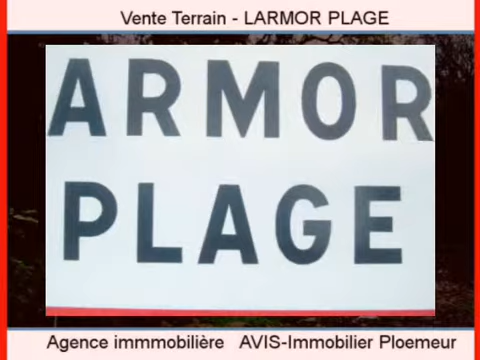 Vente Terrain - LARMOR PLAGE
ARMOR
PLAGE
Agence immmobilière AVIS-Immobilier Ploemeur